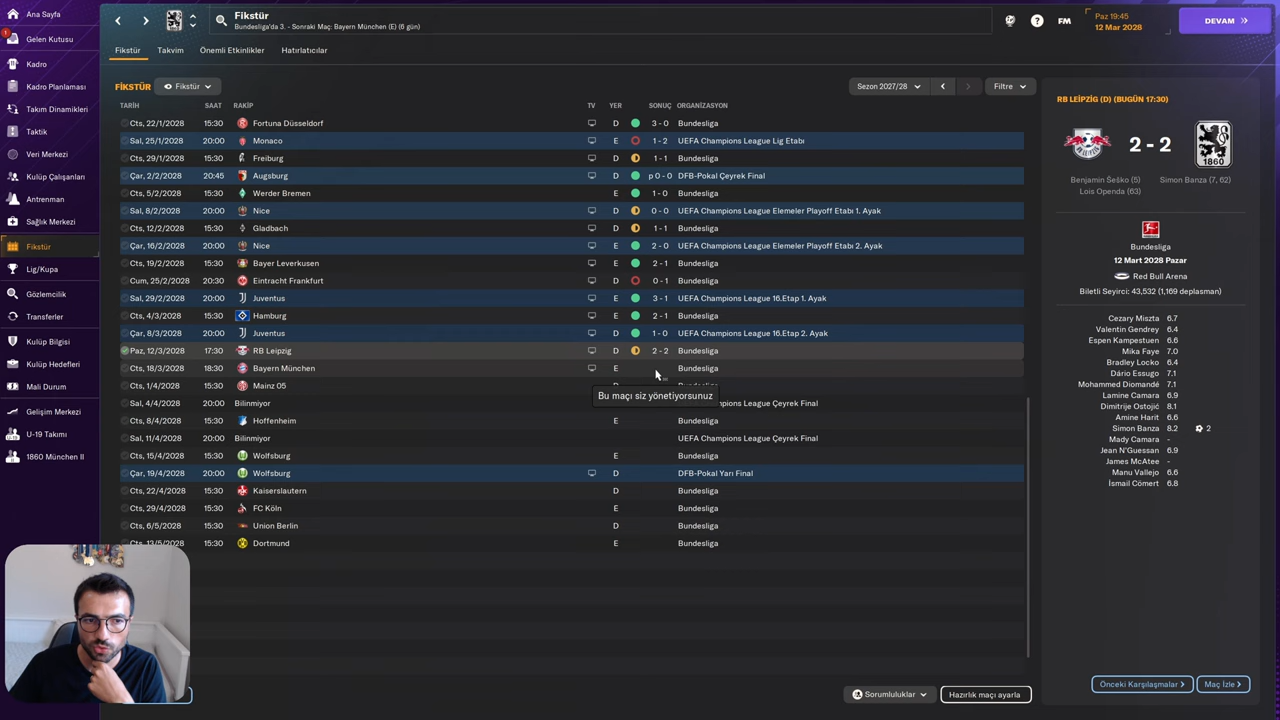 Ana Sayfa
1
Gelen Kutusu
Kadro
Kadro Planlaması
Takım Dinamikleri
Taktik
Veri Merkezi
Kulüp Çalışanları
Antrenman
Sağlık Merkezi
Fikstür
Lig/Kupa
Gözlemcilik
Transferler
Kulüp Bilgisi
Kulüp Hedefleri
Mali Durum
Gelişim Merkezi
U-19 Takımı
1860 München II
Fikstür
Bundesliga'da 3. - Sonraki Maç: Bayern München (E) (6 gün)
FM
Paz 19:45
12 Mar 2028
DEVAM
Fikstür Takvim Önemli Etkinlikler Hatırlatıcılar
FİKSTÜR Fikstür Sezon 2027/28 Filtre
TARİH SAAT RAKİP TV YER SONUÇ ORGANİZASYON
Cts, 22/1/2028 15:30 Fortuna Düsseldorf D 3 - 0 Bundesliga
Sal, 25/1/2028 20:00 Monaco E 1 - 2 UEFA Champions League Lig Etabı
Cts, 29/1/2028 15:30 Freiburg D 1 - 1 Bundesliga
Çar, 2/2/2028 20:45 Augsburg D p 0 - 0 DFB-Pokal Çeyrek Final
Cts, 5/2/2028 15:30 Werder Bremen E 1 - 0 Bundesliga
Sal, 8/2/2028 20:00 Nice D 0 - 0 UEFA Champions League Elemeler Playoff Etabı 1. Ayak
Cts, 12/2/2028 15:30 Gladbach D 1 - 1 Bundesliga
Çar, 16/2/2028 20:00 Nice E 2 - 0 UEFA Champions League Elemeler Playoff Etabı 2. Ayak
Cts, 19/2/2028 15:30 Bayer Leverkusen E 2 - 1 Bundesliga
Cum, 25/2/2028 20:30 Eintracht Frankfurt D 0 - 1 Bundesliga
Sal, 29/2/2028 20:00 Juventus E 3 - 1 UEFA Champions League 16.Etap 1. Ayak
Cts, 4/3/2028 15:30 Hamburg E 2 - 1 Bundesliga
Çar, 8/3/2028 20:00 Juventus D 1 - 0 UEFA Champions League 16.Etap 2. Ayak
Paz, 12/3/2028 17:30 RB Leipzig D 2 - 2 Bundesliga
Cts, 18/3/2028 18:30 Bayern München E Bundesliga
Cts, 1/4/2028 15:30 Mainz 05 Bundesliga
Bu maçı siz yönetiyorsunuz
Sal, 4/4/2028 20:00 Bilinmiyor League Çeyrek Final
Cts, 8/4/2028 15:30 Hoffenheim E Bundesliga
Sal, 11/4/2028 20:00 Bilinmiyor UEFA Champions League Çeyrek Final
Cts, 15/4/2028 15:30 Wolfsburg E Bundesliga
Çar, 19/4/2028 20:00 Wolfsburg D DFB-Pokal Yarı Final
Cts, 22/4/2028 15:30 Kaiserslautern D Bundesliga
Cts, 29/4/2028 15:30 FC Köln E Bundesliga
Cts, 6/5/2028 15:30 Union Berlin D Bundesliga
Cts, 13/5/2028 15:30 Dortmund E Bundesliga
Sorumluluklar Hazırlık maçı ayarla
RB LEİPZİG (D) (BUGÜN 17:30)
2 - 2
1860
Benjamin Šeško (5) Simon Banza (7, 62)
Lois Openda (63)
Bundesliga
12 Mart 2028 Pazar
Red Bull Arena
Biletli Seyirci: 43,532 (1,169 deplasman)
Cezary Miszta 6.7
Valentin Gendrey 6.4
Espen Kampestuen 6.6
Mika Faye 7.0
Bradley Locko 6.4
Dário Essugo 7.1
Mohammed Diomandé 7.1
Lamine Camara 6.9
Dimitrije Ostojić 8.1
Amine Harit 6.6
Simon Banza 8.2 2
Mady Camara -
Jean N'Guessan 6.9
James McAtee -
Manu Vallejo 6.6
İsmail Cömert 6.8
Önceki Karşılaşmalar Maç İzle